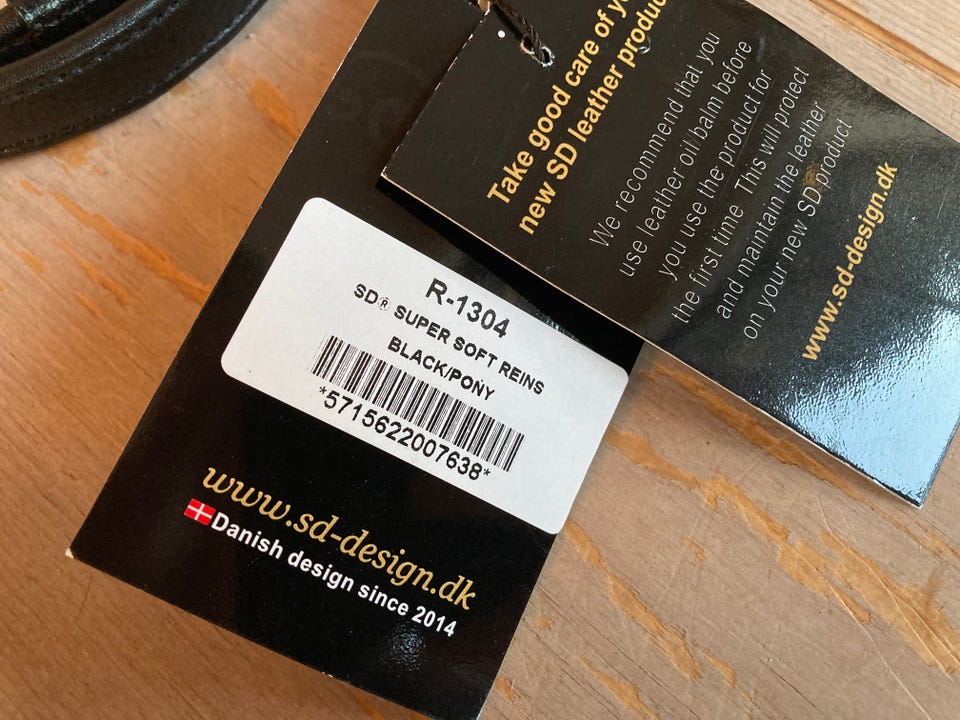 R-1304
SD® SUPER SOFT REINS
BLACK/PONY
*5715622007638*
www.sd-design.dk
Danish design since 2014
Take good care of
new SD leather
We recommend that you
use leather oil balm before
you use the product for
the first time This will protect
and maintain the leather
on your new SD product
www.sd-design.dk